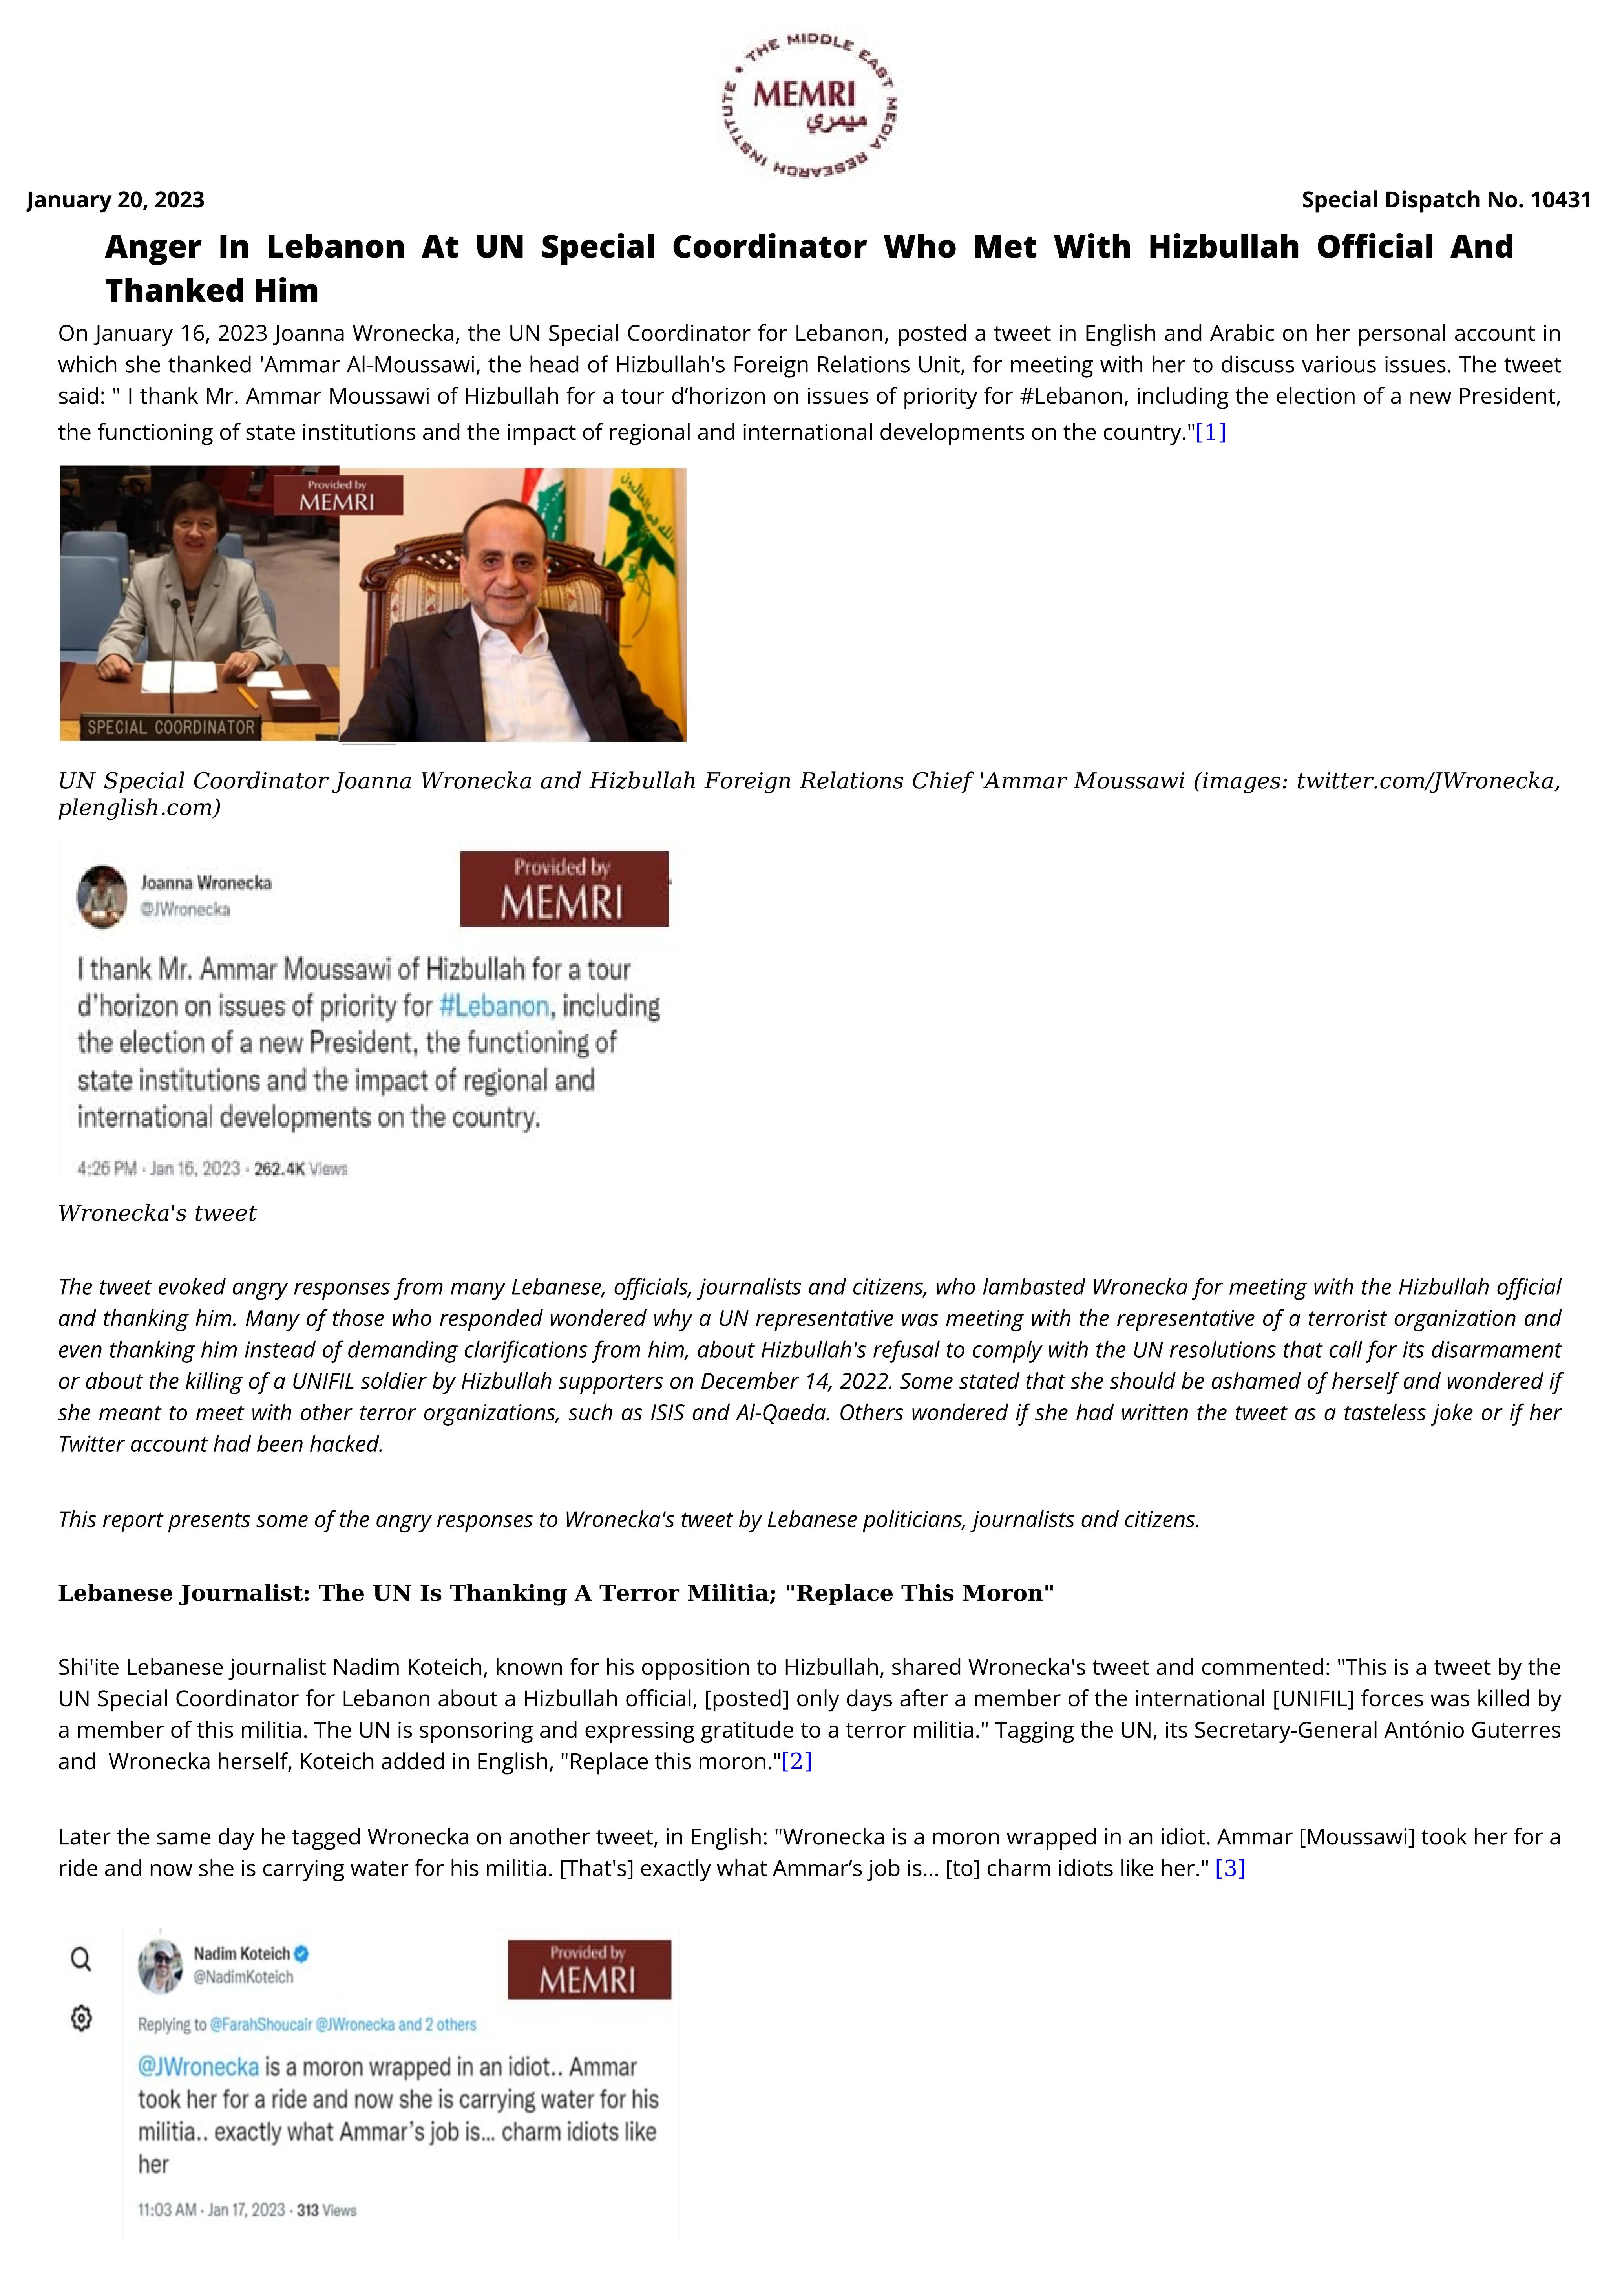 THE MIDDLE EAST MEDIA RESEARCH INSTITUTE
MEMRI
ميمري
January 20, 2023
Special Dispatch No. 10431
Anger In Lebanon At UN Special Coordinator Who Met With Hizbullah Official And
Thanked Him
On January 16, 2023 Joanna Wronecka, the UN Special Coordinator for Lebanon, posted a tweet in English and Arabic on her personal account in
which she thanked 'Ammar Al-Moussawi, the head of Hizbullah's Foreign Relations Unit, for meeting with her to discuss various issues. The tweet
said: " I thank Mr. Ammar Moussawi of Hizbullah for a tour d’horizon on issues of priority for #Lebanon, including the election of a new President,
the functioning of state institutions and the impact of regional and international developments on the country."[1]
Provided by
MEMRI
SPECIAL COORDINATOR
UN Special Coordinator Joanna Wronecka and Hizbullah Foreign Relations Chief 'Ammar Moussawi (images: twitter.com/JWronecka,
plenglish.com)
Joanna Wronecka
@JWronecka
Provided by
MEMRI
I thank Mr. Ammar Moussawi of Hizbullah for a tour
d’horizon on issues of priority for #Lebanon, including
the election of a new President, the functioning of
state institutions and the impact of regional and
international developments on the country.
4:26 PM · Jan 16, 2023 · 262.4K Views
Wronecka's tweet
The tweet evoked angry responses from many Lebanese, officials, journalists and citizens, who lambasted Wronecka for meeting with the Hizbullah official
and thanking him. Many of those who responded wondered why a UN representative was meeting with the representative of a terrorist organization and
even thanking him instead of demanding clarifications from him, about Hizbullah's refusal to comply with the UN resolutions that call for its disarmament
or about the killing of a UNIFIL soldier by Hizbullah supporters on December 14, 2022. Some stated that she should be ashamed of herself and wondered if
she meant to meet with other terror organizations, such as ISIS and Al-Qaeda. Others wondered if she had written the tweet as a tasteless joke or if her
Twitter account had been hacked.
This report presents some of the angry responses to Wronecka's tweet by Lebanese politicians, journalists and citizens.
Lebanese Journalist: The UN Is Thanking A Terror Militia; "Replace This Moron"
Shi'ite Lebanese journalist Nadim Koteich, known for his opposition to Hizbullah, shared Wronecka's tweet and commented: "This is a tweet by the
UN Special Coordinator for Lebanon about a Hizbullah official, [posted] only days after a member of the international [UNIFIL] forces was killed by
a member of this militia. The UN is sponsoring and expressing gratitude to a terror militia." Tagging the UN, its Secretary-General António Guterres
and Wronecka herself, Koteich added in English, "Replace this moron."[2]
Later the same day he tagged Wronecka on another tweet, in English: "Wronecka is a moron wrapped in an idiot. Ammar [Moussawi] took her for a
ride and now she is carrying water for his militia. [That's] exactly what Ammar’s job is... [to] charm idiots like her." [3]
Nadim Koteich
@NadimKoteich
Provided by
MEMRI
Replying to @FarahShoucair @JWronecka and 2 others
@JWronecka is a moron wrapped in an idiot.. Ammar
took her for a ride and now she is carrying water for his
militia.. exactly what Ammar’s job is... charm idiots like
her
11:03 AM · Jan 17, 2023 · 313 Views